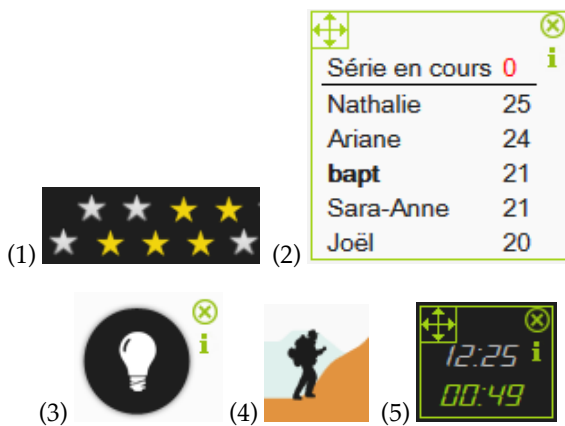 Série en cours 0
Nathalie 25
Ariane 24
bapt 21
Sara-Anne 21
Joël 20
(1) (2)
12:25
00:49
(3) (4) (5)